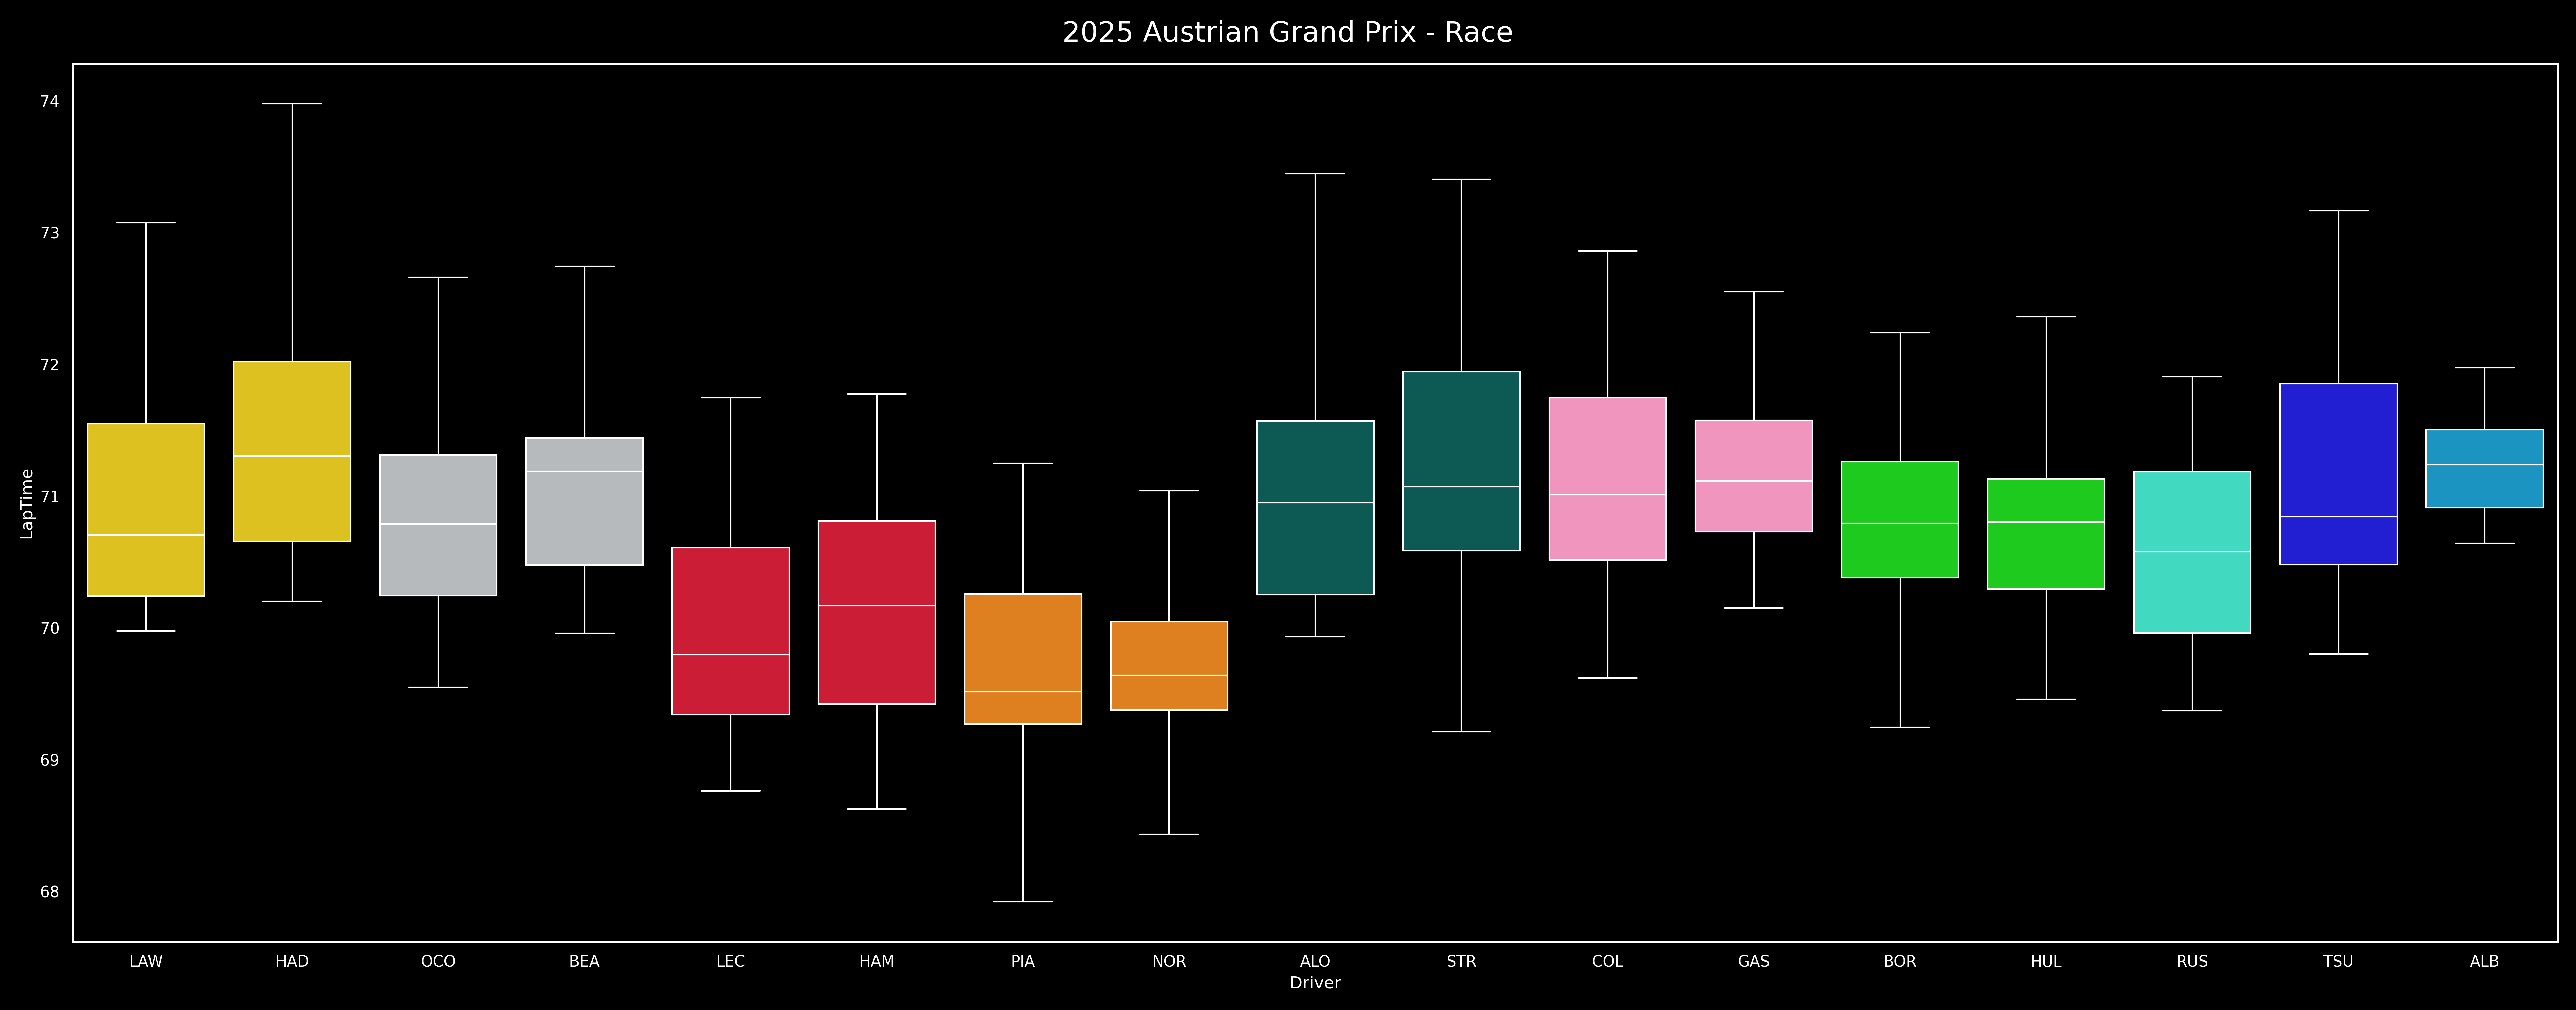 2025 Austrian Grand Prix - Race
74
73
72
71
70
69
68
LapTime
LAW HAD OCO BEA LEC HAM PIA NOR ALO STR COL GAS BOR HUL RUS TSU ALB
Driver